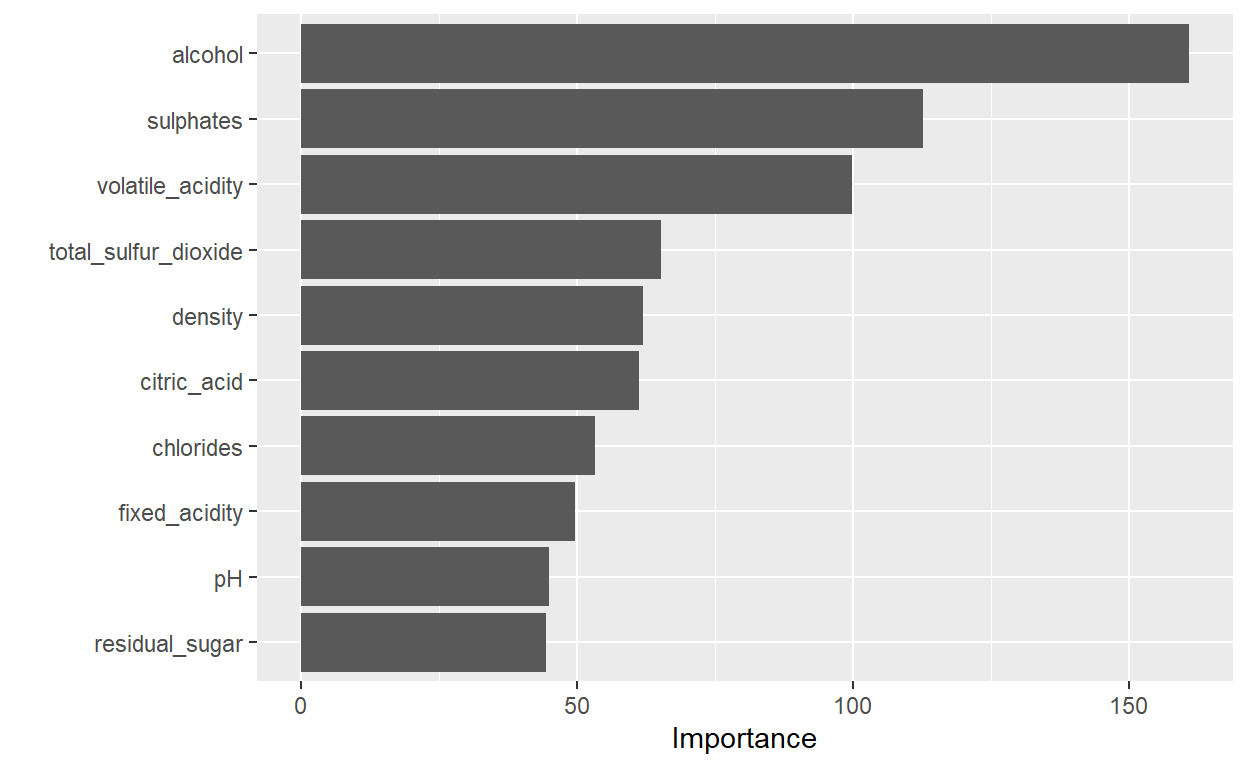 alcohol
sulphates
volatile_acidity
total_sulfur_dioxide
density
citric_acid
chlorides
fixed_acidity
pH
residual_sugar
0 50 100 150
Importance